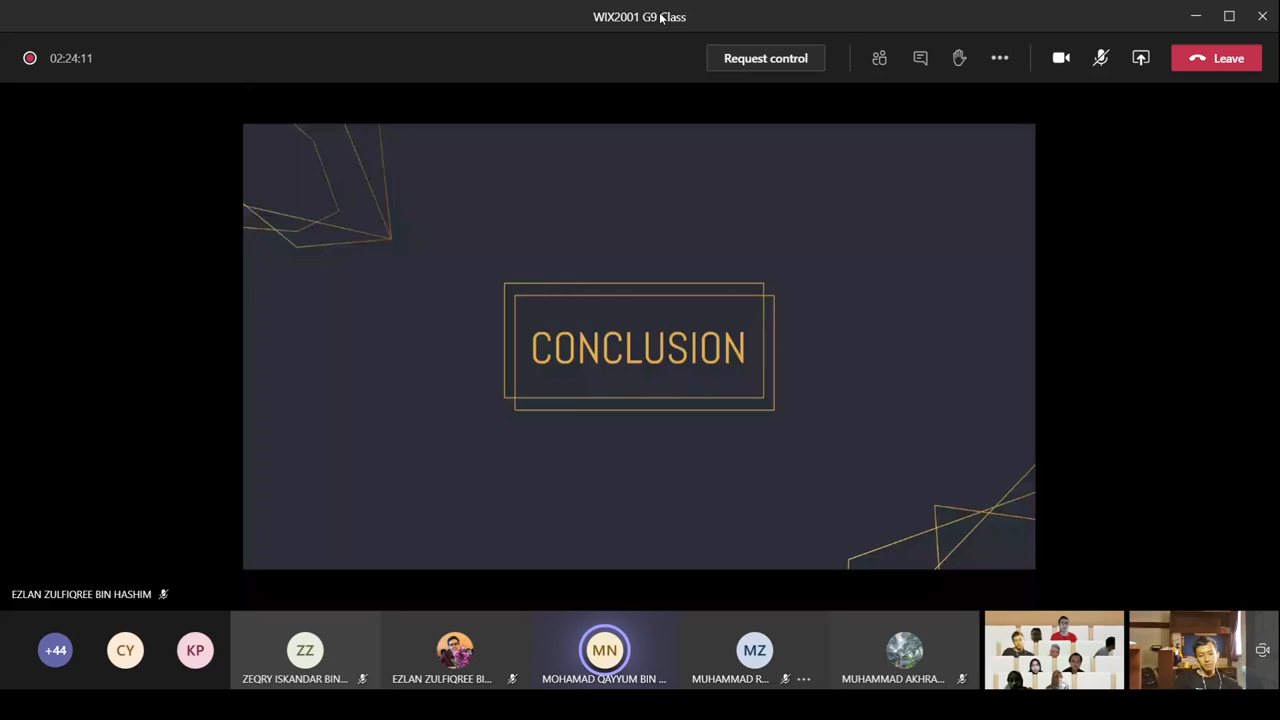 WIX2001 G9 Class
02:24:11
Request control
Leave
CONCLUSION
EZLAN ZULFIQREE BIN HASHIM
+44
CY
KP
ZZ
MN
MZ
ZEQRY ISKANDAR BIN...
EZLAN ZULFIQREE BI...
MOHAMAD QAYYUM BIN ...
MUHAMMAD R...
MUHAMMAD AKHRA...